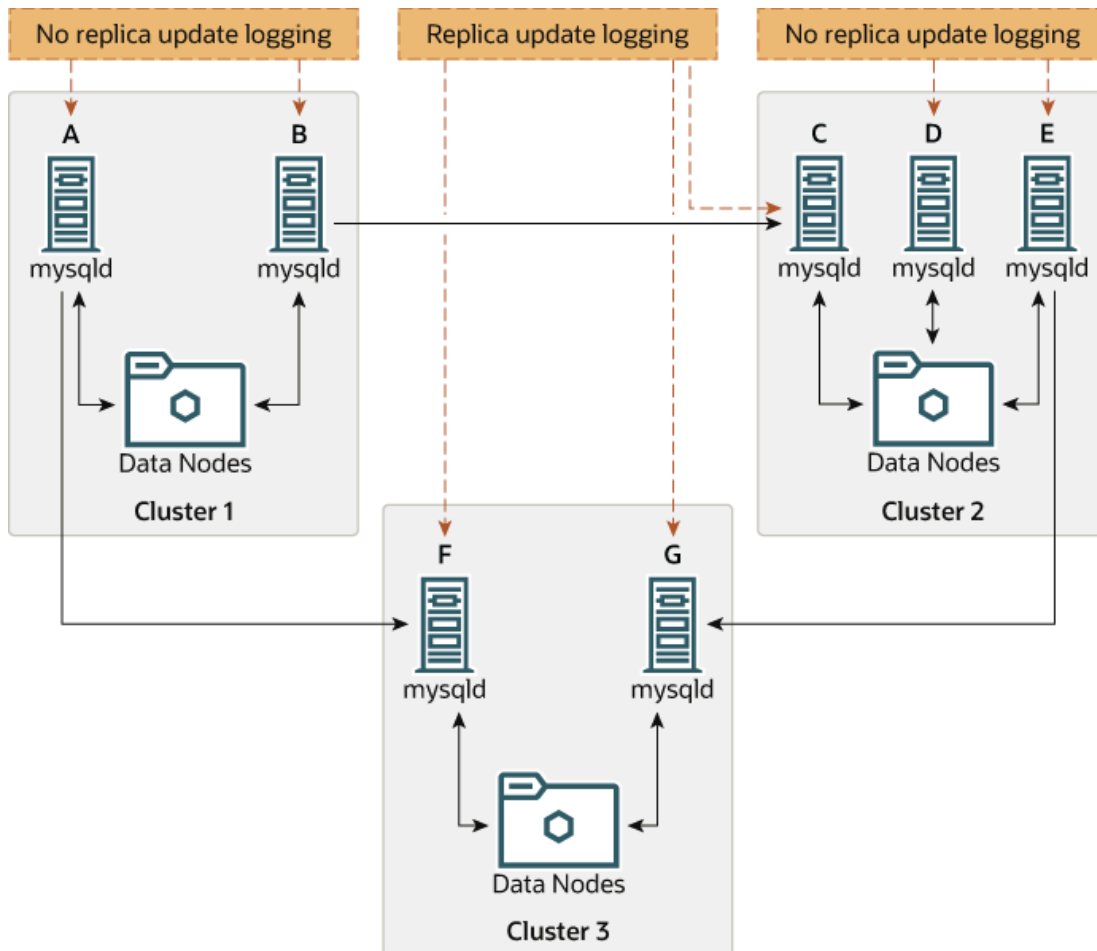 No replica update logging
Replica update logging
No replica update logging
A
B
C
D
E
mysqld
mysqld
mysqld
mysqld
mysqld
Data Nodes
Data Nodes
Cluster 1
Cluster 2
F
G
mysqld
mysqld
Data Nodes
Cluster 3